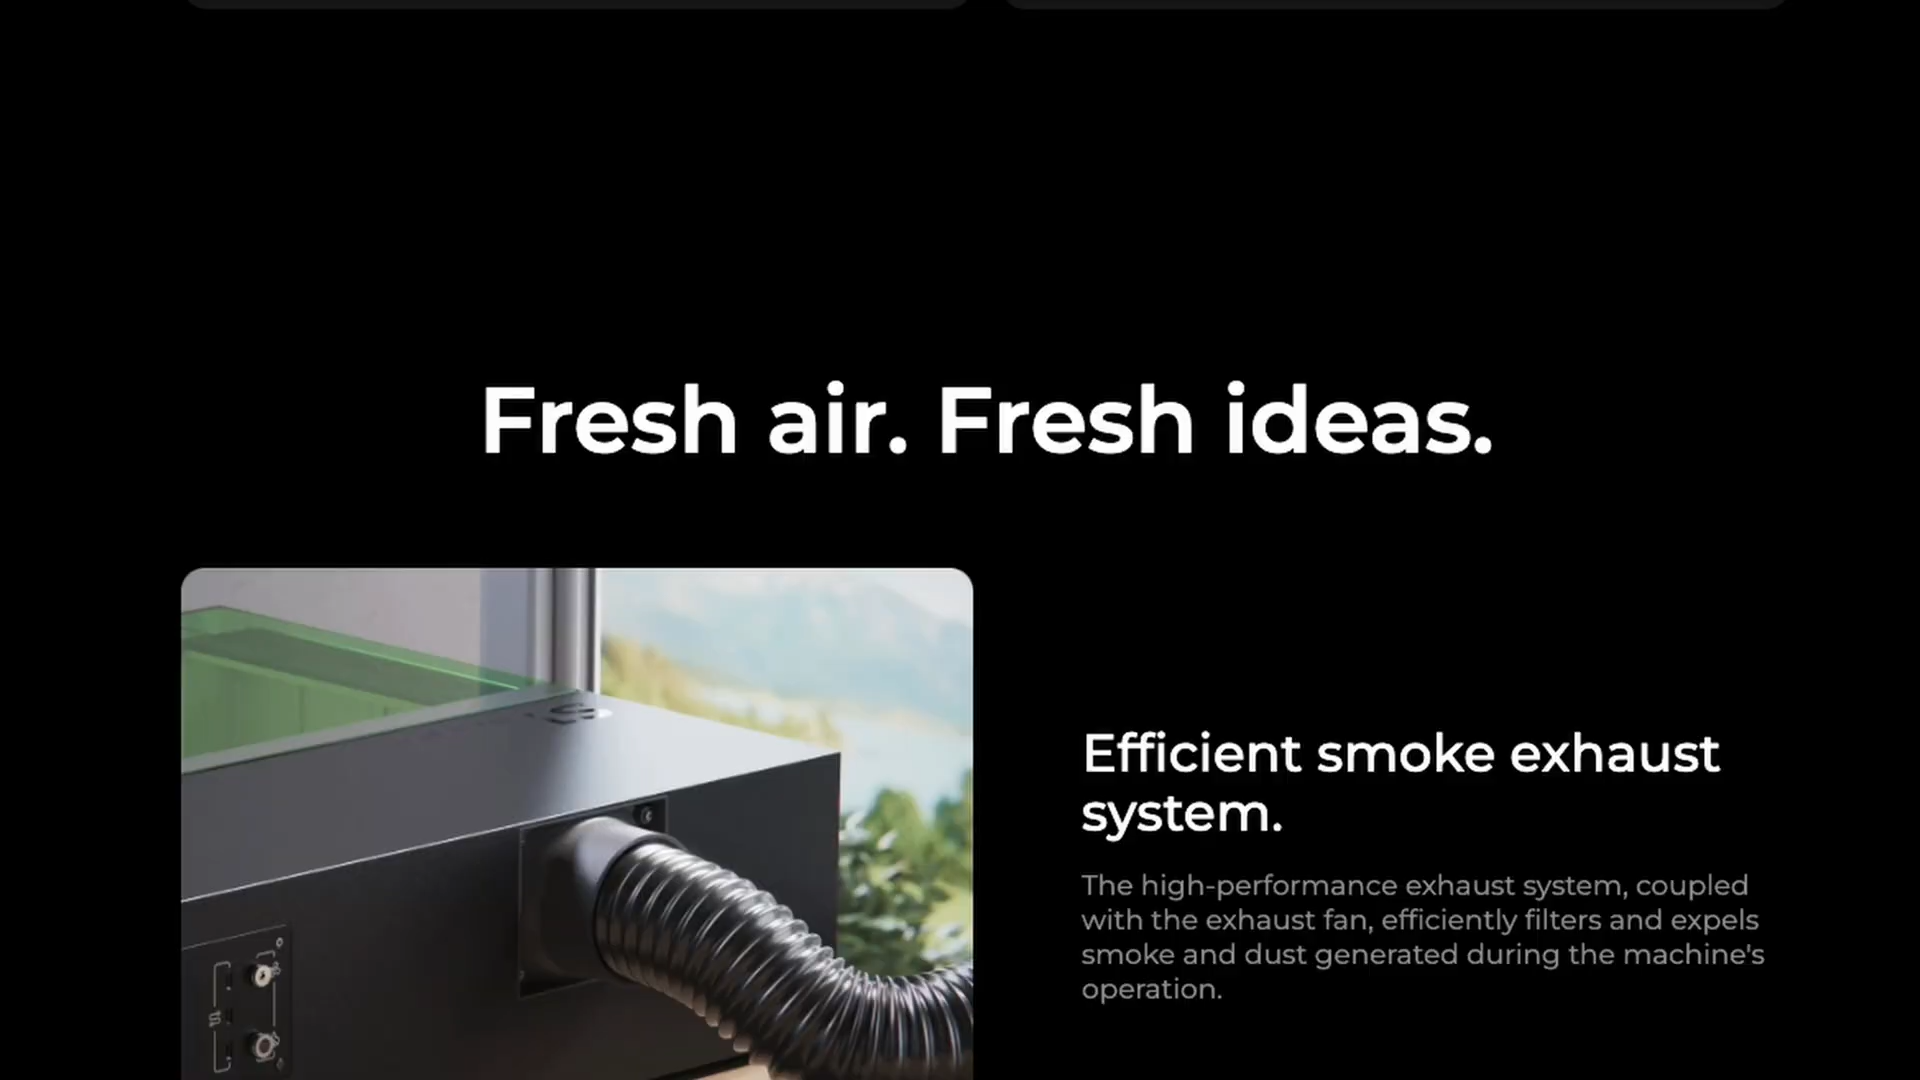 Fresh air. Fresh ideas.
Efficient smoke exhaust
system.
The high-performance exhaust system, coupled
with the exhaust fan, efficiently filters and expels
smoke and dust generated during the machine's
operation.